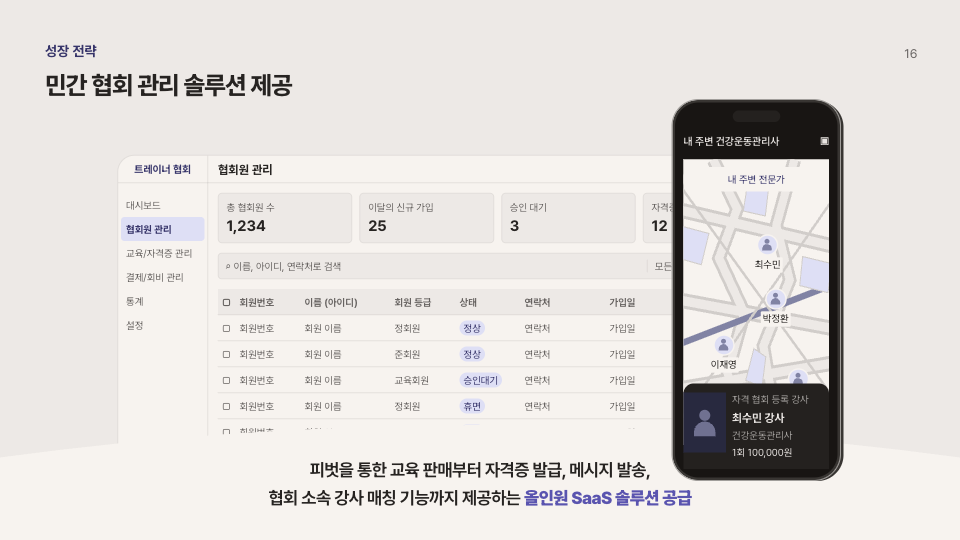 성장 전략
16
민간 협회 관리 솔루션 제공
트레이너 협회
협회원 관리
대시보드
협회원 관리
교육/자격증 관리
결제/회비 관리
통계
설정
총 협회원 수
1,234
이달의 신규 가입
25
승인 대기
3
12
이름, 아이디, 연락처로 검색
모든
회원번호 이름 (아이디) 회원 등급 상태 연락처 가입일
회원번호 회원 이름 정회원 정상 연락처 가입일
회원번호 회원 이름 준회원 정상 연락처 가입일
회원번호 회원 이름 교육회원 승인대기 연락처 가입일
회원번호 회원 이름 정회원 휴면 연락처 가입일
내 주변 건강운동관리사
내 주변 전문가
최수민
박정환
이재영
자격 협회 등록 강사
최수민 강사
건강운동관리사
1회 100,000원
피벗을 통한 교육 판매부터 자격증 발급, 메시지 발송,
협회 소속 강사 매칭 기능까지 제공하는 올인원 SaaS 솔루션 공급